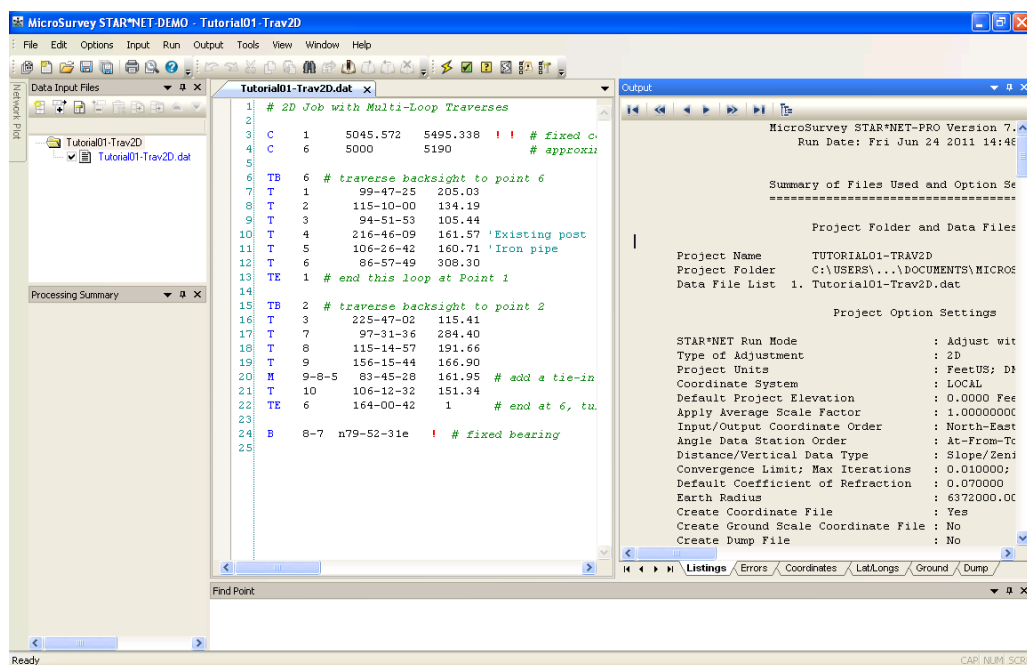 MicroSurvey STAR*NET-DEMO - Tutorial01-Trav2D
File Edit Options Input Run Output Tools View Window Help
Network Plot
Data Input Files
Tutorial01-Trav2D
Tutorial01-Trav2D.dat
Processing Summary
Tutorial01-Trav2D.dat x
1 # 2D Job with Multi-Loop Traverses
2
3 C 1 5045.572 5495.338 ! ! # fixed c
4 C 6 5000 5190 # approxi
5
6 TB 6 # traverse backsight to point 6
7 T 1 99-47-25 205.03
8 T 2 115-10-00 134.19
9 T 3 94-51-53 105.44
10 T 4 216-46-09 161.57 'Existing post
11 T 5 106-26-42 160.71 'Iron pipe
12 T 6 86-57-49 308.30
13 TE 1 # end this loop at Point 1
14
15 TB 2 # traverse backsight to point 2
16 T 3 225-47-02 115.41
17 T 7 97-31-36 284.40
18 T 8 115-14-57 191.66
19 T 9 156-15-44 166.90
20 M 9-8-5 83-45-28 161.95 # add a tie-in
21 T 10 106-12-32 151.34
22 TE 6 164-00-42 1 # end at 6, tu
23
24 B 8-7 n79-52-31e ! # fixed bearing
25
Output
MicroSurvey STAR*NET-PRO Version 7.
Run Date: Fri Jun 24 2011 14:48
Summary of Files Used and Option Se
===================================
Project Folder and Data Files
Project Name TUTORIAL01-TRAV2D
Project Folder C:\USERS\...\DOCUMENTS\MICROS
Data File List 1. Tutorial01-Trav2D.dat
Project Option Settings
STAR*NET Run Mode : Adjust wit
Type of Adjustment : 2D
Project Units : FeetUS; DM
Coordinate System : LOCAL
Default Project Elevation : 0.0000 Fee
Apply Average Scale Factor : 1.00000000
Input/Output Coordinate Order : North-East
Angle Data Station Order : At-From-To
Distance/Vertical Data Type : Slope/Zeni
Convergence Limit; Max Iterations : 0.010000;
Default Coefficient of Refraction : 0.070000
Earth Radius : 6372000.00
Create Coordinate File : Yes
Create Ground Scale Coordinate File : No
Create Dump File : No
Listings Errors Coordinates Lat/Longs Ground Dump
Find Point
Ready
CAP NUM SCR